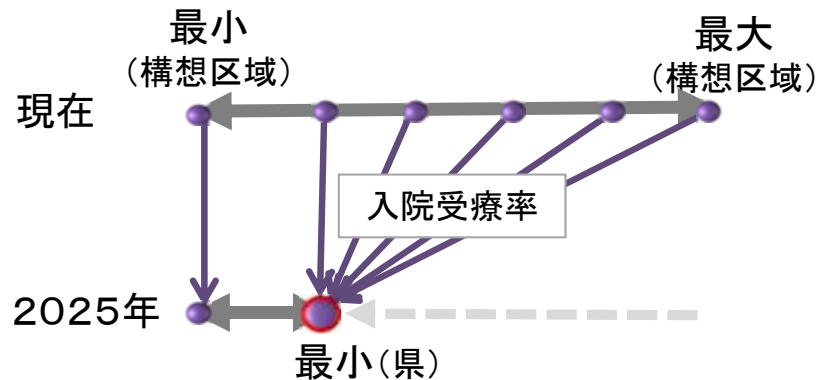 最小
（構想区域）
最大
（構想区域）
現在
入院受療率
２０２５年
最小（県）